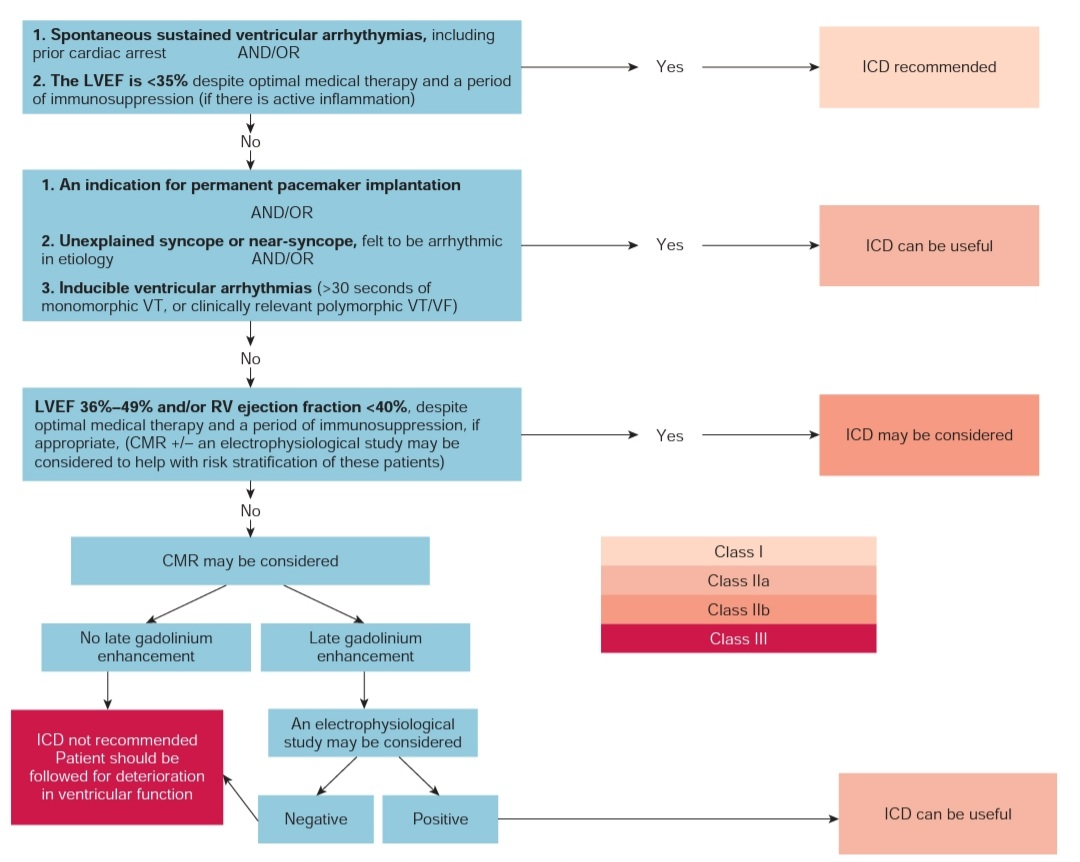 1. Spontaneous sustained ventricular arrhythymias, including
prior cardiac arrest AND/OR
2. The LVEF is <35% despite optimal medical therapy and a period
of immunosuppression (if there is active inflammation)
Yes
ICD recommended
No
1. An indication for permanent pacemaker implantation
AND/OR
2. Unexplained syncope or near-syncope, felt to be arrhythmic
in etiology AND/OR
3. Inducible ventricular arrhythmias (>30 seconds of
monomorphic VT, or clinically relevant polymorphic VT/VF)
Yes
ICD can be useful
No
LVEF 36%–49% and/or RV ejection fraction <40%, despite
optimal medical therapy and a period of immunosuppression, if
appropriate, (CMR +/– an electrophysiological study may be
considered to help with risk stratification of these patients)
Yes
ICD may be considered
No
CMR may be considered
Class I
Class IIa
Class IIb
Class III
No late gadolinium
enhancement
Late gadolinium
enhancement
ICD not recommended
Patient should be
followed for deterioration
in ventricular function
An electrophysiological
study may be considered
Negative
Positive
ICD can be useful